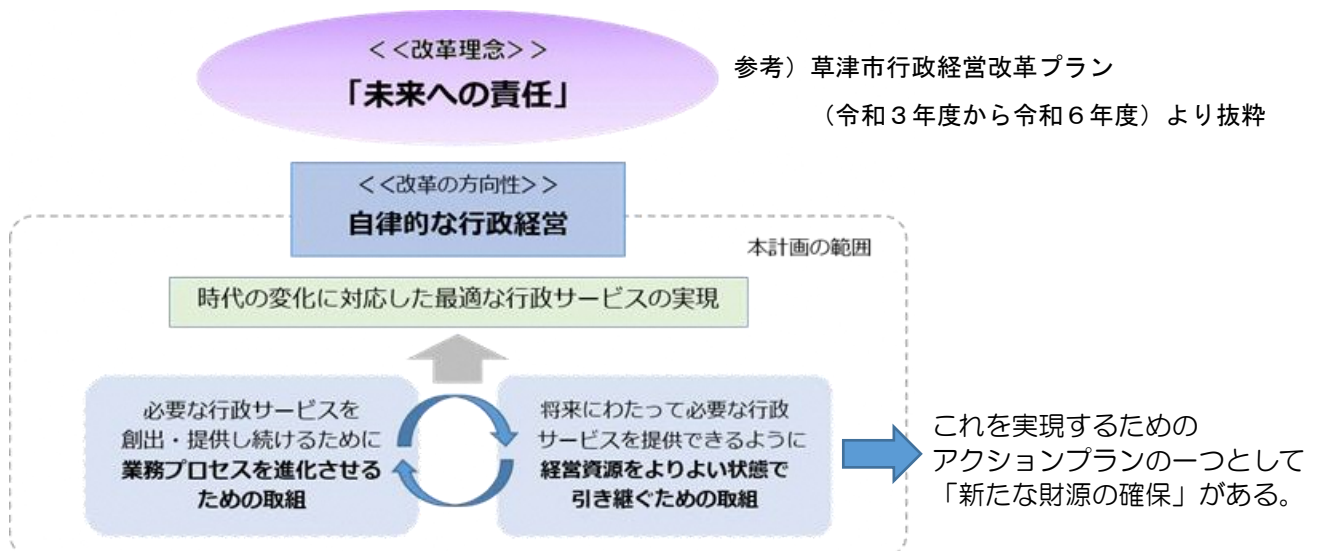 ＜＜改革理念＞＞
「未来への責任」
参考）草津市行政経営改革プラン
（令和３年度から令和６年度）より抜粋
＜＜改革の方向性＞＞
自律的な行政経営
本計画の範囲
時代の変化に対応した最適な行政サービスの実現
必要な行政サービスを
創出・提供し続けるために
業務プロセスを進化させる
ための取組
将来にわたって必要な行政
サービスを提供できるように
経営資源をよりよい状態で
引き継ぐための取組
これを実現するための
アクションプランの一つとして
「新たな財源の確保」がある。